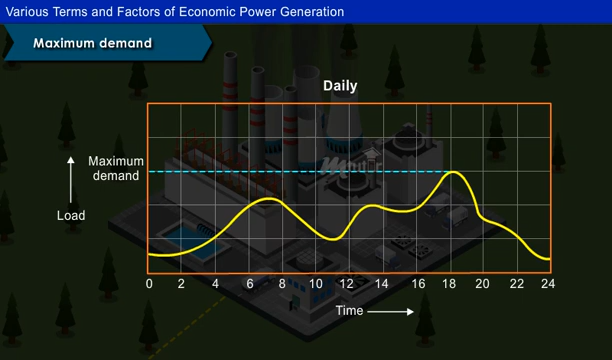 Various Terms and Factors of Economic Power Generation
Maximum demand
Daily
Maximum
demand
Load
0 2 4 6 8 10 12 14 16 18 20 22 24
Time